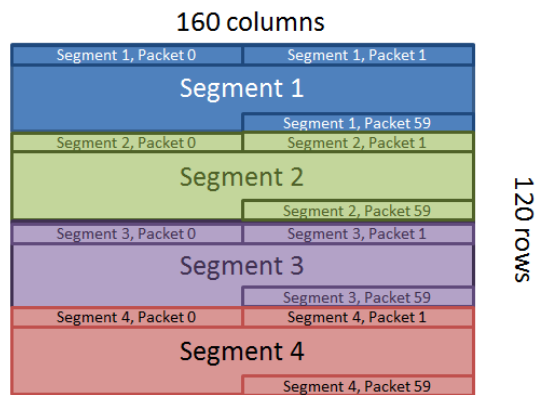 160 columns
Segment 1, Packet 0 Segment 1, Packet 1
Segment 1
Segment 1, Packet 59
Segment 2, Packet 0 Segment 2, Packet 1
Segment 2
Segment 2, Packet 59
Segment 3, Packet 0 Segment 3, Packet 1
Segment 3
Segment 3, Packet 59
Segment 4, Packet 0 Segment 4, Packet 1
Segment 4
Segment 4, Packet 59
120 rows